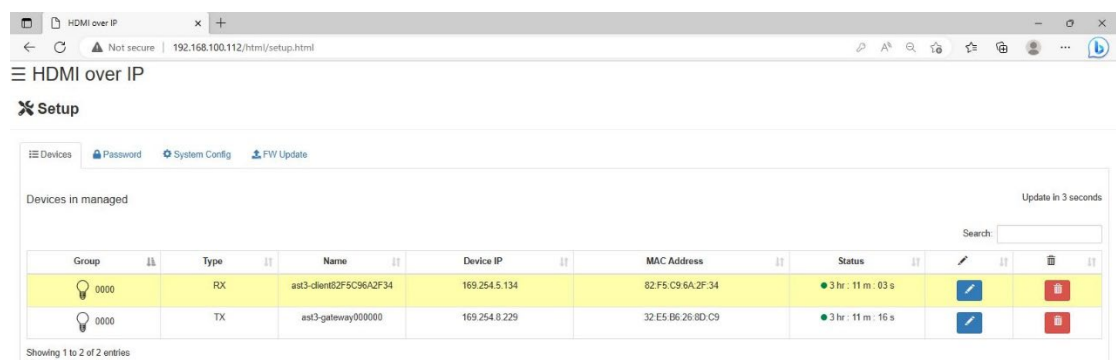 HDMI over IP
Not secure | 192.168.100.112/html/setup.html
HDMI over IP
Setup
Devices Password System Config FW Update
Devices in managed Update in 3 seconds
Search:
Group Type Name Device IP MAC Address Status
0000 RX ast3-client82F5C96A2F34 169.254.5.134 82:F5:C9:6A:2F:34 3 hr : 11 m : 03 s
0000 TX ast3-gateway000000 169.254.8.229 32:E5:B6:26:8D:C9 3 hr : 11 m : 16 s
Showing 1 to 2 of 2 entries